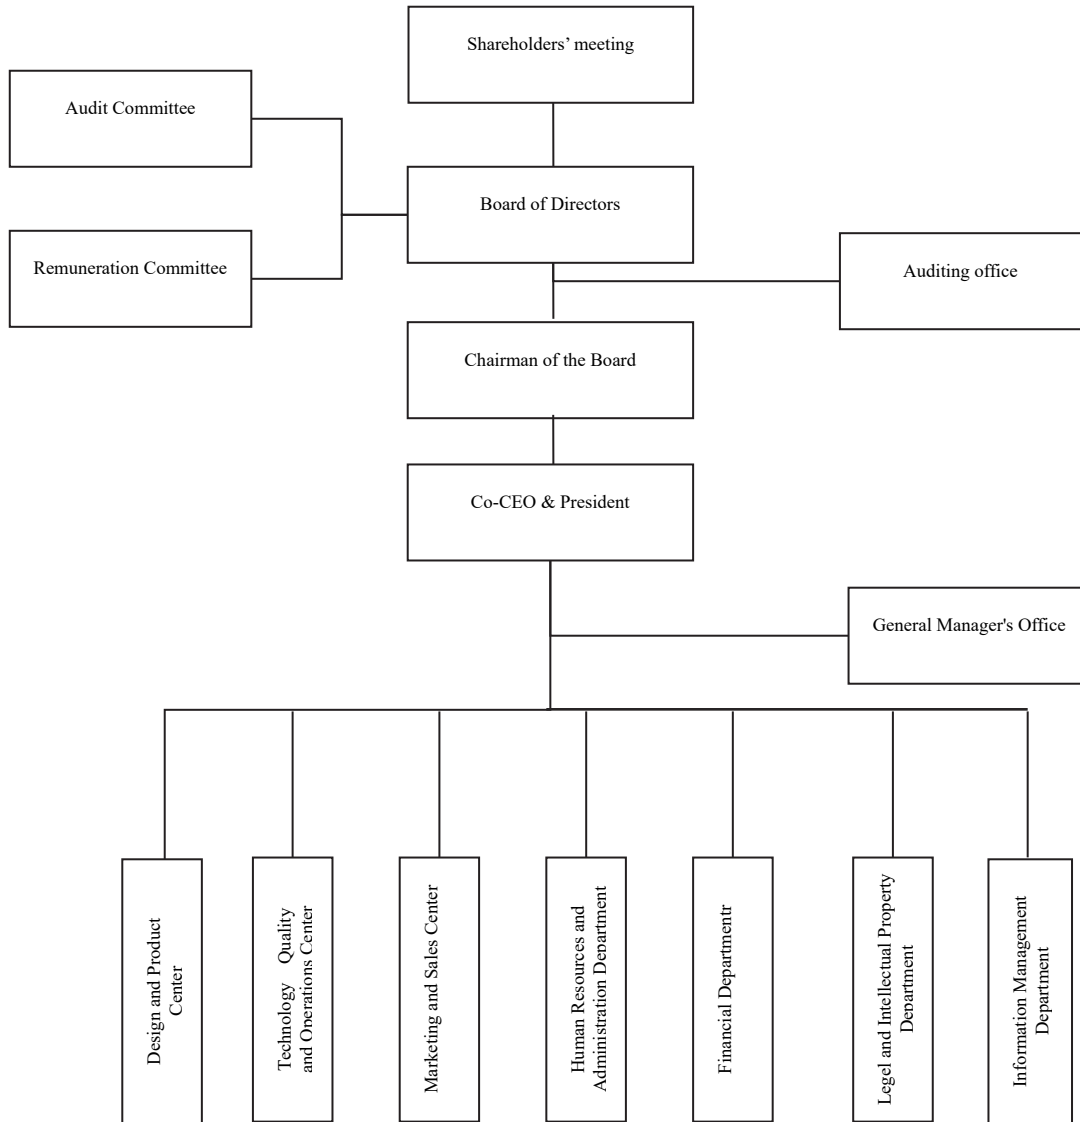 Shareholders’ meeting
Audit Committee
Board of Directors
Remuneration Committee
Auditing office
Chairman of the Board
Co-CEO & President
General Manager's Office
Design and Product
Center
Technology Quality
and Operations Center
Marketing and Sales Center
Human Resources and
Administration Department
Financial Departmentr
Legel and Intellectual Property
Department
Information Management
Department